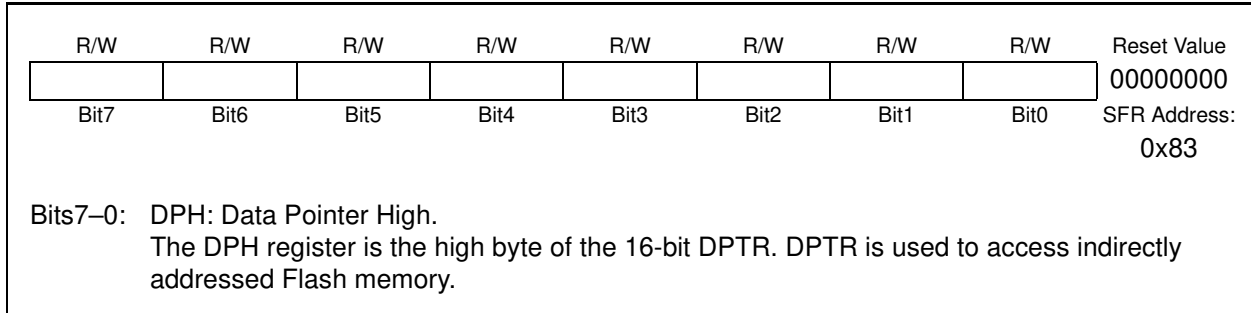 R/W R/W R/W R/W R/W R/W R/W R/W Reset Value
00000000
Bit7 Bit6 Bit5 Bit4 Bit3 Bit2 Bit1 Bit0 SFR Address:
0x83
Bits7–0: DPH: Data Pointer High.
The DPH register is the high byte of the 16-bit DPTR. DPTR is used to access indirectly
addressed Flash memory.